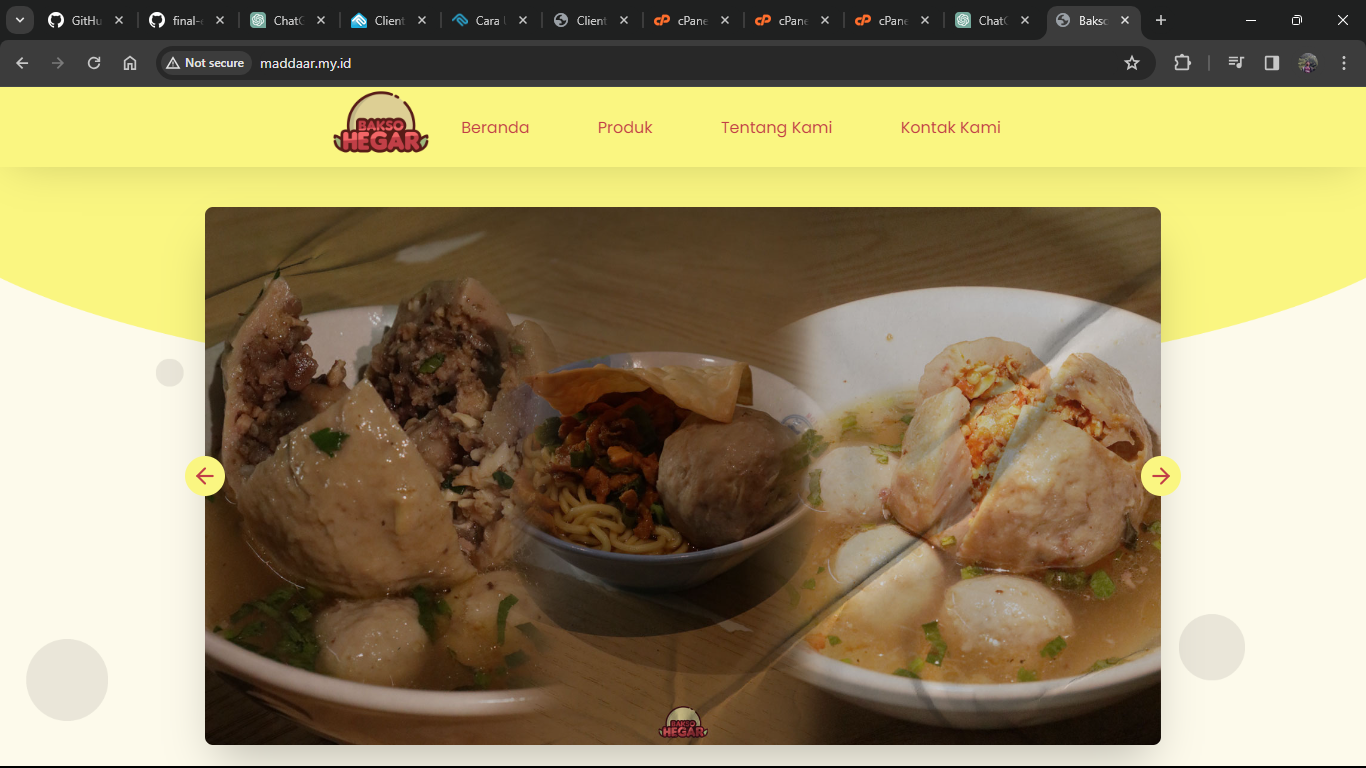 GitHu
final-
ChatG
Client
Cara
Client
cPane
cPane
cPane
ChatG
Bakso
Not secure
maddaar.my.id
BAKSO
HEGAR
Beranda
Produk
Tentang Kami
Kontak Kami
BAKSO
HEGAR